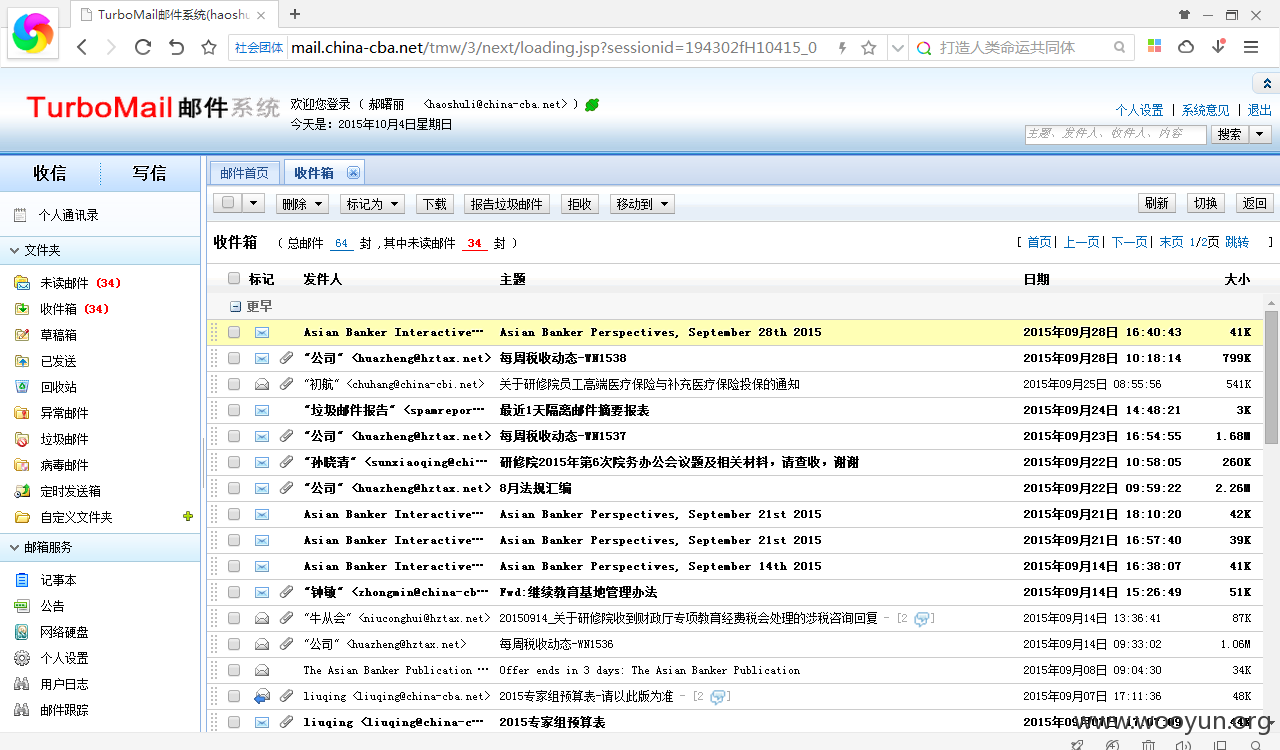 TurboMail邮件系统(haoshu
社会团体 mail.china-cba.net/tmw/3/next/loading.jsp?sessionid=194302fH10415_0 打造人类命运共同体
TurboMail邮件系统 欢迎您登录 ( 郝曙丽 <haoshuli@china-cba.net> )
今天是: 2015年10月4日星期日
个人设置 | 系统意见 | 退出
主题、发件人、收件人、内容 搜索
收信 写信
个人通讯录
文件夹
未读邮件 (34)
收件箱 (34)
草稿箱
已发送
回收站
异常邮件
垃圾邮件
病毒邮件
定时发送箱
自定义文件夹
邮箱服务
记事本
公告
网络硬盘
个人设置
用户日志
邮件跟踪
邮件首页 收件箱
删除 标记为 下载 报告垃圾邮件 拒收 移动到 刷新 切换 返回
收件箱 ( 总邮件 64 封 ,其中未读邮件 34 封 ) [ 首页| 上一页| 下一页| 末页 1/2页 跳转 ]
标记 发件人 主题 日期 大小
更早
Asian Banker Interactive… Asian Banker Perspectives, September 28th 2015 2015年09月28日 16:40:43 41K
"公司" <huazheng@hztax.net> 每周税收动态-WN1538 2015年09月28日 10:18:14 799K
"初航" <chuhang@china-cba.net> 关于研修院员工高端医疗保险与补充医疗保险投保的通知 2015年09月25日 08:55:56 541K
"垃圾邮件报告" <spamrepor… 最近1天隔离邮件摘要报表 2015年09月24日 14:48:21 3K
"公司" <huazheng@hztax.net> 每周税收动态-WN1537 2015年09月23日 16:54:55 1.68M
"孙晓清" <sunxiaoqing@chi… 研修院2015年第6次院务办公会议题及相关材料，请查收，谢谢 2015年09月22日 10:58:05 260K
"公司" <huazheng@hztax.net> 8月法规汇编 2015年09月22日 09:59:22 2.26M
Asian Banker Interactive… Asian Banker Perspectives, September 21st 2015 2015年09月21日 18:10:20 42K
Asian Banker Interactive… Asian Banker Perspectives, September 21st 2015 2015年09月21日 16:57:40 39K
Asian Banker Interactive… Asian Banker Perspectives, September 14th 2015 2015年09月14日 16:38:07 41K
"钟敏" <zhongmin@china-cb… Fwd:继续教育基地管理办法 2015年09月14日 15:26:49 51K
"牛从会" <niuconghui@hztax.net> 20150914_关于研修院收到财政厅专项教育经费税会处理的涉税咨询回复 - [2 ] 2015年09月14日 13:36:41 87K
"公司" <huazheng@hztax.net> 每周税收动态-WN1536 2015年09月14日 09:33:02 1.06M
The Asian Banker Publication … Offer ends in 3 days: The Asian Banker Publication 2015年09月08日 09:04:30 34K
liuqing <liuqing@china-cba.net> 2015专家组预算表-请以此版为准 - [2 ] 2015年09月07日 17:11:36 48K
liuqing <liuqing@china-c… 2015专家组预算表
www.wooyun.org